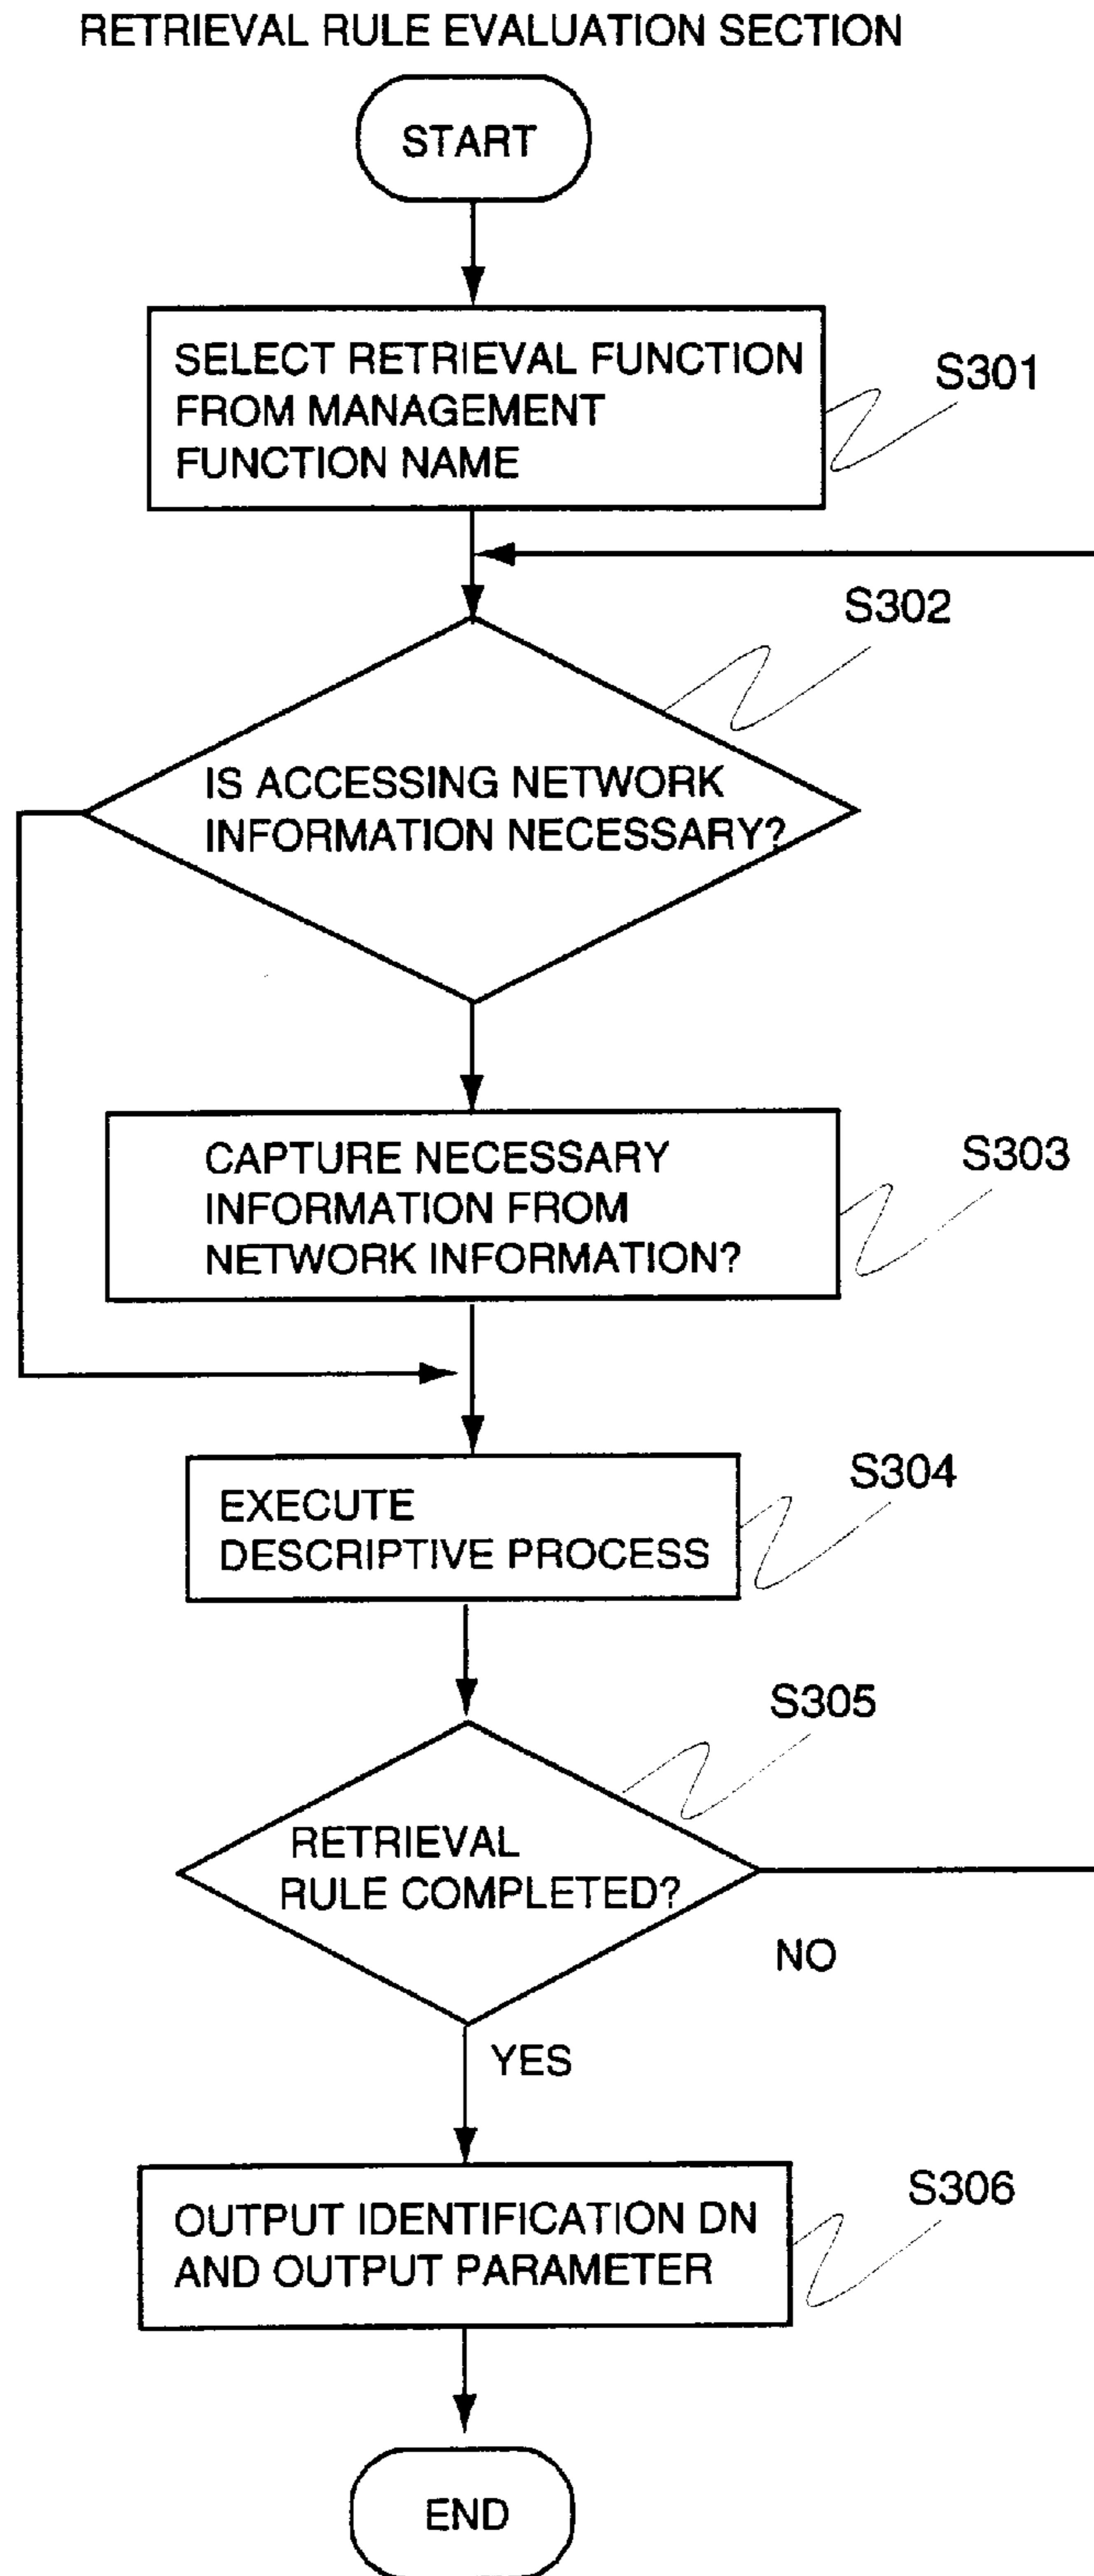 RETRIEVAL RULE EVALUATION SECTION
START
SELECT RETRIEVAL FUNCTION
FROM MANAGEMENT
FUNCTION NAME
S301
S302
IS ACCESSING NETWORK
INFORMATION NECESSARY?
CAPTURE NECESSARY
INFORMATION FROM
NETWORK INFORMATION?
S303
EXECUTE
DESCRIPTIVE PROCESS
S304
S305
RETRIEVAL
RULE COMPLETED?
NO
YES
OUTPUT IDENTIFICATION DN
AND OUTPUT PARAMETER
S306
END